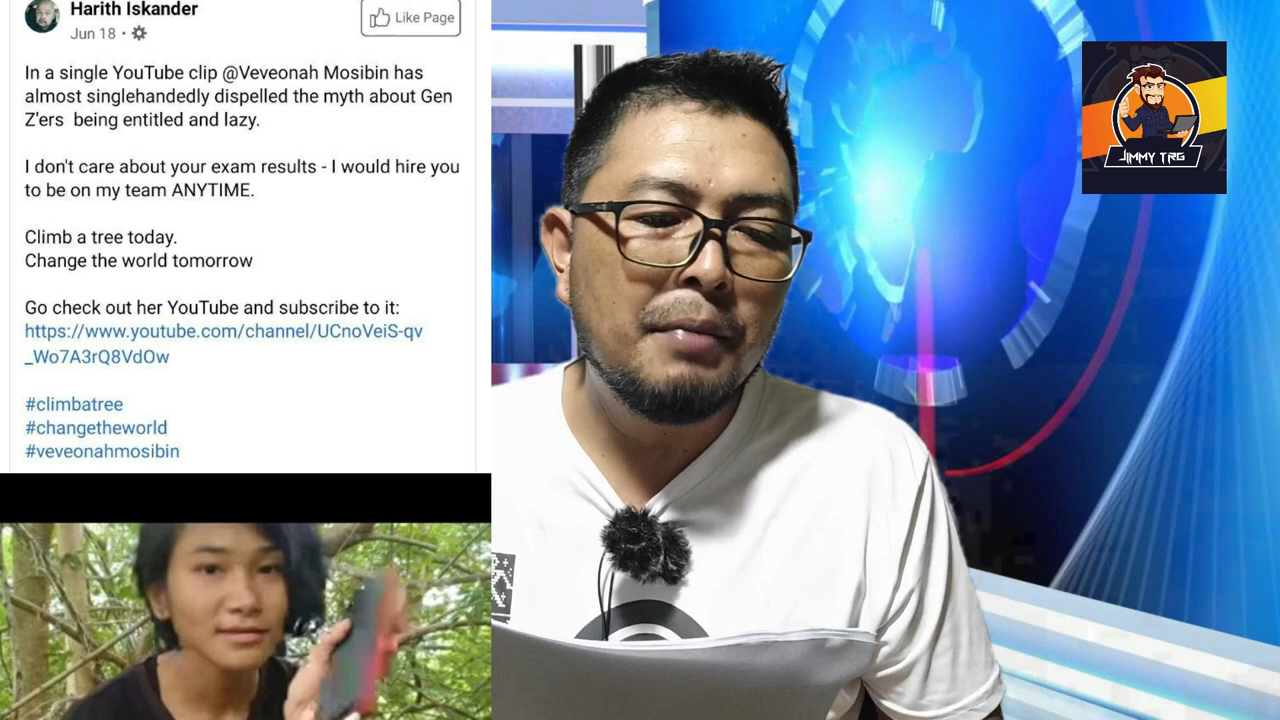 Harith Iskander
Jun 18 •
Like Page
In a single YouTube clip @Veveonah Mosibin has
almost singlehandedly dispelled the myth about Gen
Z'ers being entitled and lazy.
I don't care about your exam results - I would hire you
to be on my team ANYTIME.
Climb a tree today.
Change the world tomorrow
Go check out her YouTube and subscribe to it:
https://www.youtube.com/channel/UCnoVeiS-qv
_Wo7A3rQ8VdOw
#climbatree
#changetheworld
#veveonahmosibin
JIMMY TRG